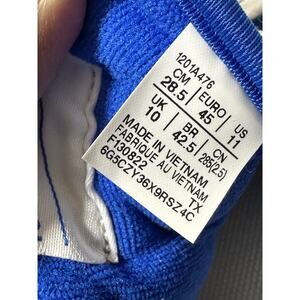 1201A476
CM EURO US
28.5 45 11
UK BR CN
10 42.5 285(2.5)
MADE IN VIETNAM
FABRIQUE AU VIETNAM
F130822 TX
6G5CZY36X9RSZ4C